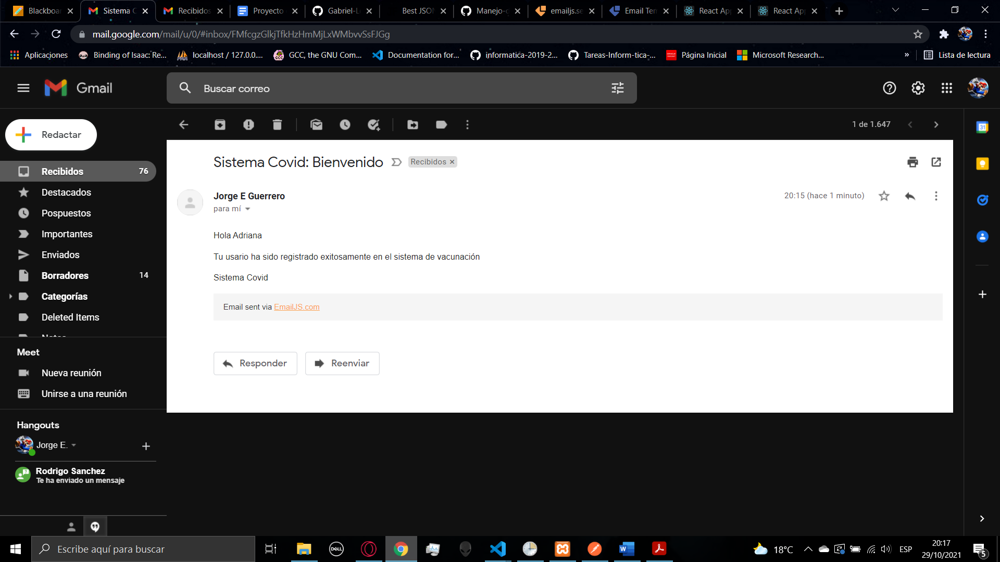 Blackboar
Sistema C
Recibidos
Proyecto
Gabriel-L
Best JSON
Manejo-d
emailjs.se
Email Tem
React App
React App
mail.google.com/mail/u/0/#inbox/FMfcgzGlkjTfkHzHmMjLxWMbvvSsFJGg
Aplicaciones
Binding of Isaac: Re...
localhost / 127.0.0....
GCC, the GNU Com...
Documentation for...
informatica-2019-2...
Tareas-Inform-tica-...
Página Inicial
Microsoft Research...
»
Lista de lectura
Gmail
Buscar correo
Redactar
1 de 1.647
Recibidos 76
Destacados
Pospuestos
Importantes
Enviados
Borradores 14
Categorías
Deleted Items
Sistema Covid: Bienvenido
Recibidos
Jorge E Guerrero
20:15 (hace 1 minuto)
para mí
Hola Adriana
Tu usario ha sido registrado exitosamente en el sistema de vacunación
Sistema Covid
Email sent via EmailJS.com
Responder
Reenviar
Meet
Nueva reunión
Unirse a una reunión
Hangouts
Jorge E.
Rodrigo Sanchez
Te ha enviado un mensaje
Escribe aquí para buscar
DELL
18°C
ESP
20:17
29/10/2021
5